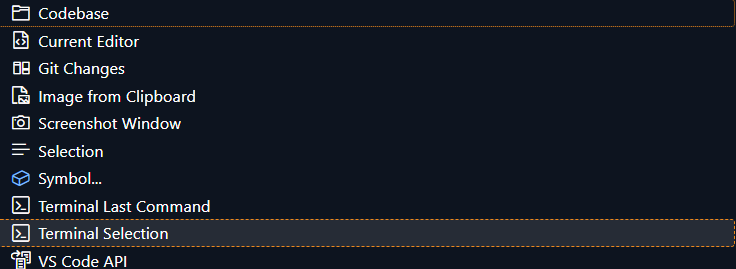 Codebase
Current Editor
Git Changes
Image from Clipboard
Screenshot Window
Selection
Symbol...
Terminal Last Command
Terminal Selection
VS Code API